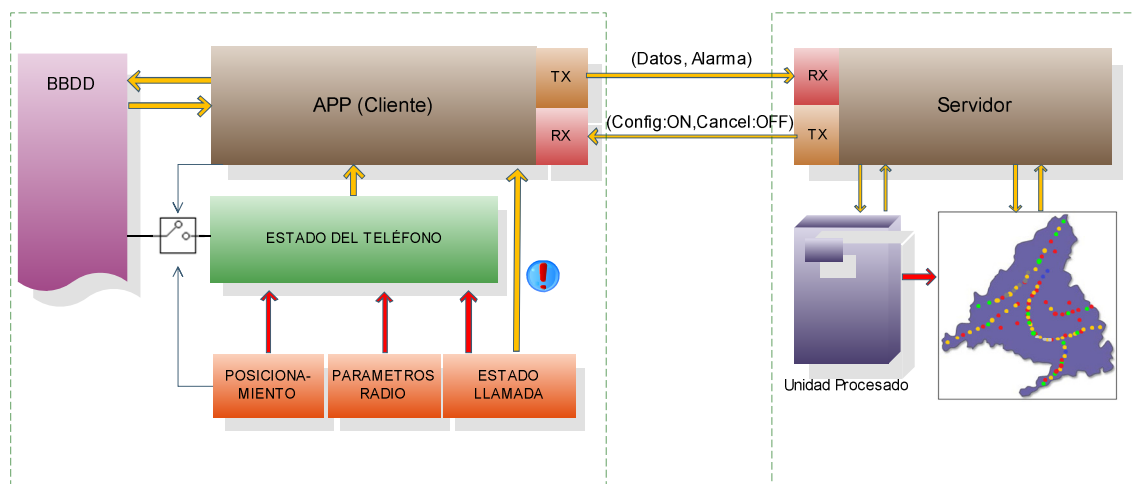 BBDD
APP (Cliente)
TX
RX
(Datos, Alarma)
(Config:ON,Cancel:OFF)
RX
TX
Servidor
ESTADO DEL TELÉFONO
POSICIONA-
MIENTO
PARAMETROS
RADIO
ESTADO
LLAMADA
Unidad Procesado